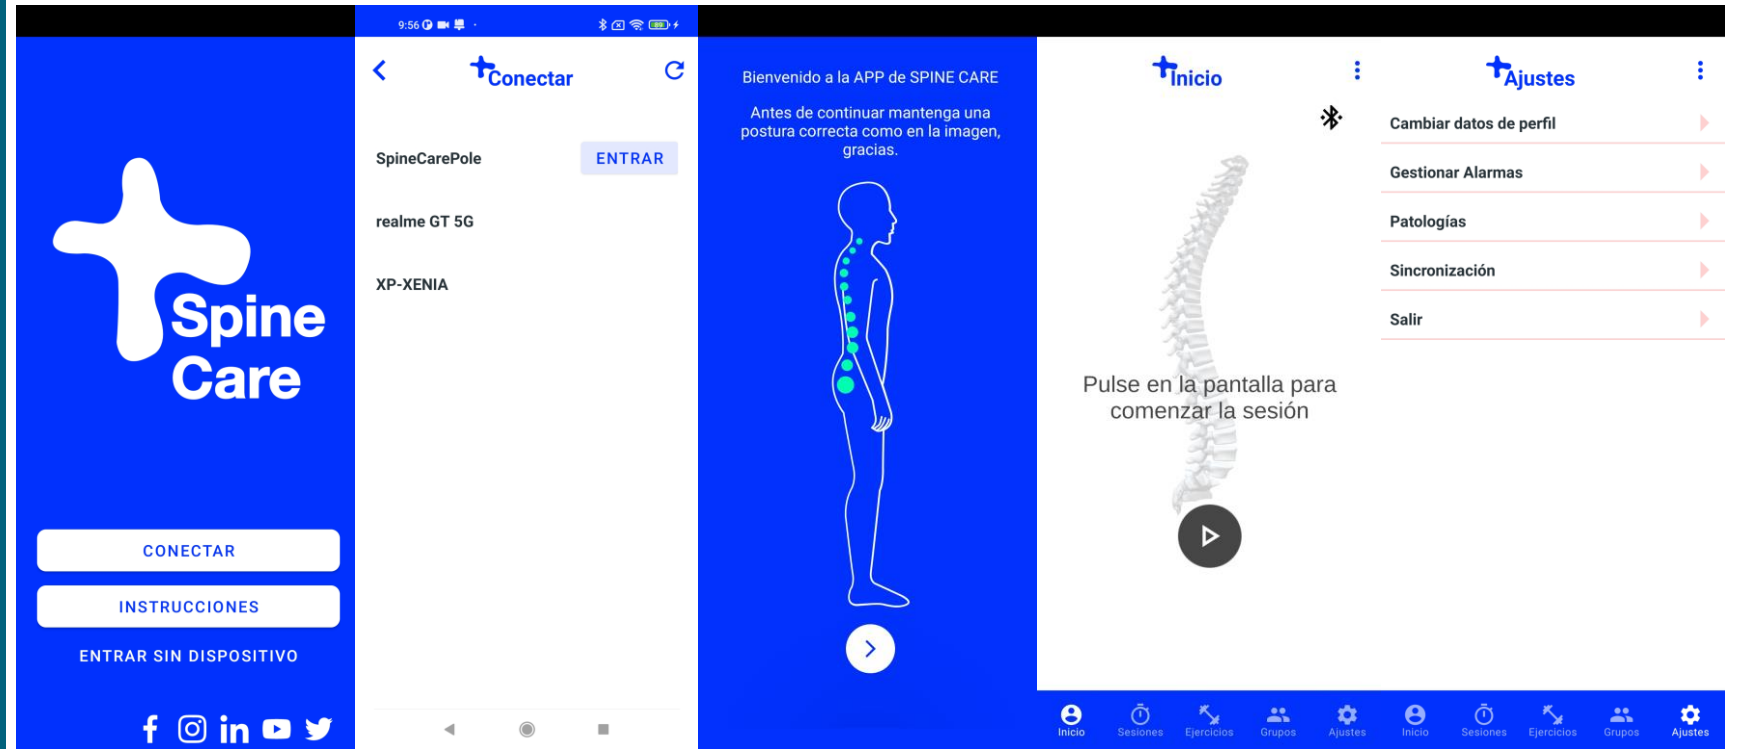 Spine
Care
CONECTAR
INSTRUCCIONES
ENTRAR SIN DISPOSITIVO
9:56
Conectar
SpineCarePole
ENTRAR
realme GT 5G
XP-XENIA
Bienvenido a la APP de SPINE CARE
Antes de continuar mantenga una
postura correcta como en la imagen,
gracias.
Inicio
Pulse en la pantalla para
comenzar la sesión
Inicio
Sesiones
Ejercicios
Grupos
Ajustes
Ajustes
Cambiar datos de perfil
Gestionar Alarmas
Patologías
Sincronización
Salir
Inicio
Sesiones
Ejercicios
Grupos
Ajustes